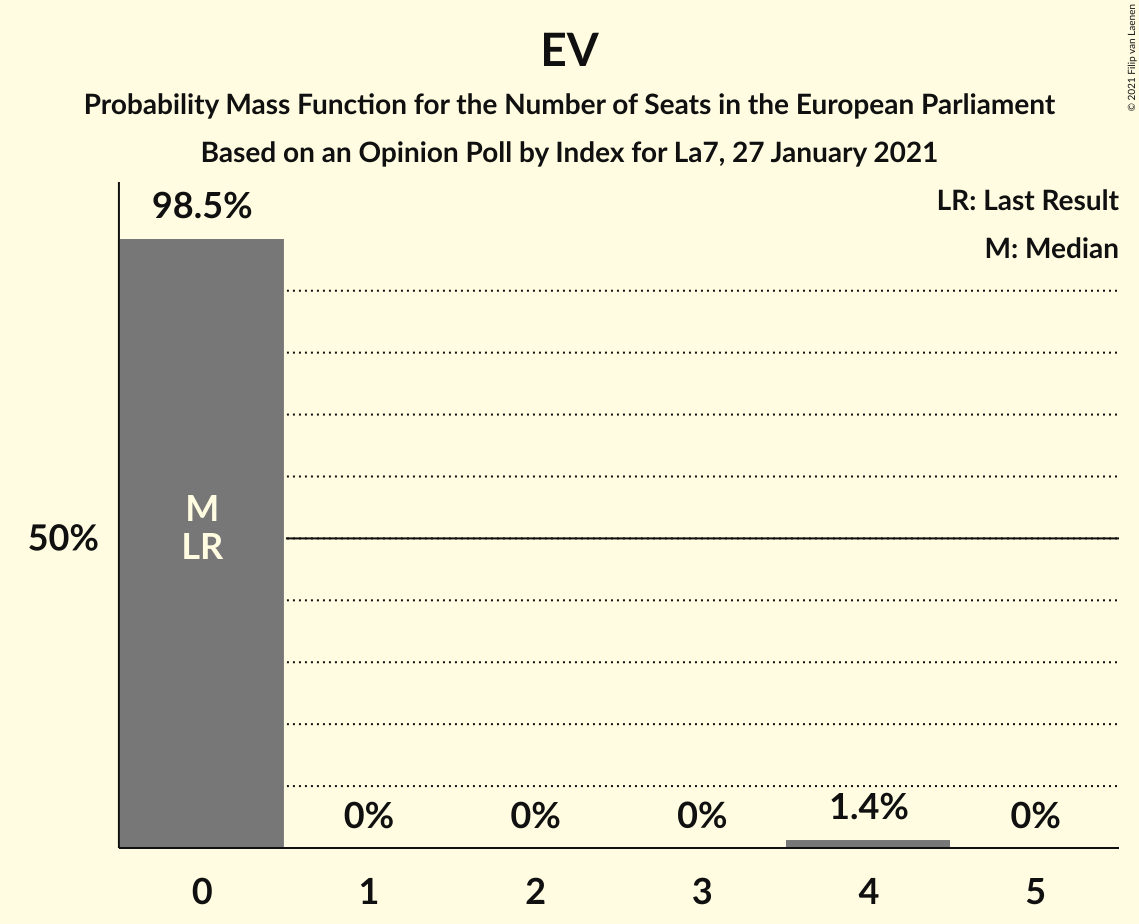 EV
Probability Mass Function for the Number of Seats in the European Parliament
Based on an Opinion Poll by Index for La7, 27 January 2021
© 2021 Filip van Laenen
LR: Last Result
M: Median
98.5%
M
LR
50%
0%
0%
0%
1.4%
0%
0
1
2
3
4
5